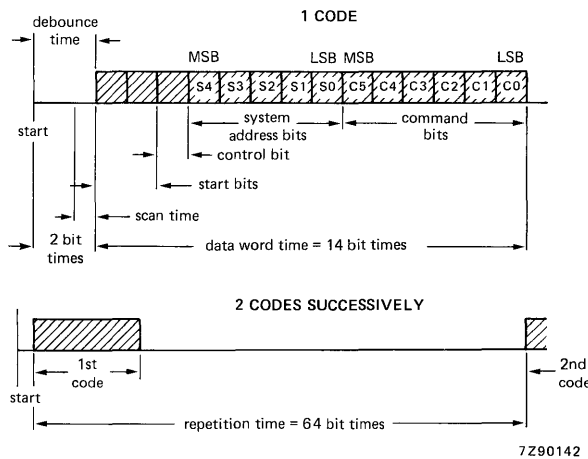 1 CODE
debounce
time
MSB LSB MSB LSB
S4 S3 S2 S1 S0 C5 C4 C3 C2 C1 C0
start
system
address bits
command
bits
control bit
start bits
scan time
2 bit
times
data word time = 14 bit times
2 CODES SUCCESSIVELY
1st
code
2nd
code
start
repetition time = 64 bit times
7Z90142